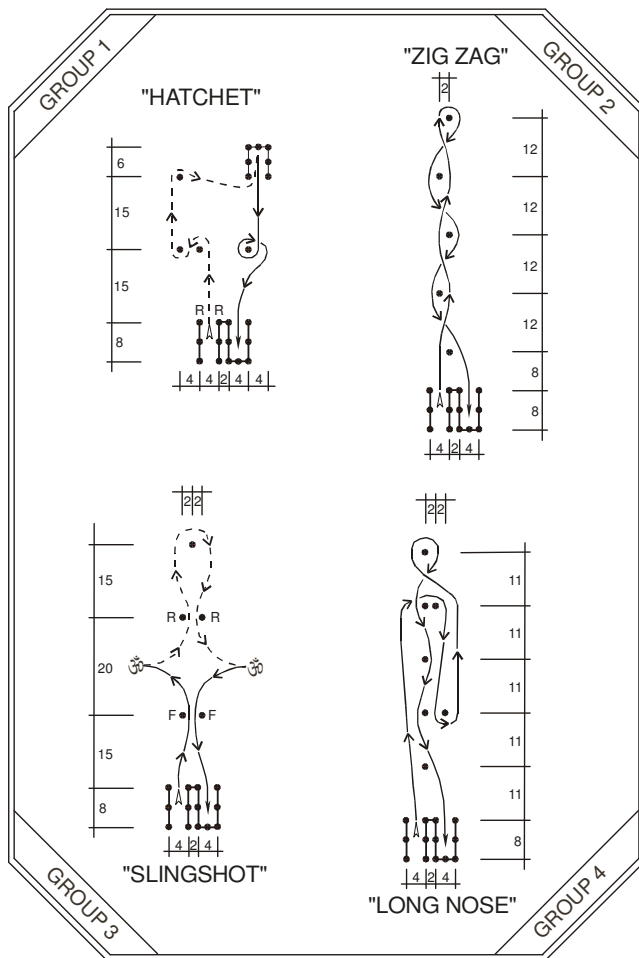 GROUP 1
GROUP 2
"HATCHET"
6
15
15
8
R R
4 4 2 4 4
"ZIG ZAG"
2
12
12
12
12
8
8
4 2 4
2 2
15
20
15
8
R R
ॐ ॐ
F F
4 2 4
"SLINGSHOT"
2 2
11
11
11
11
11
8
4 2 4
"LONG NOSE"
GROUP 3
GROUP 4